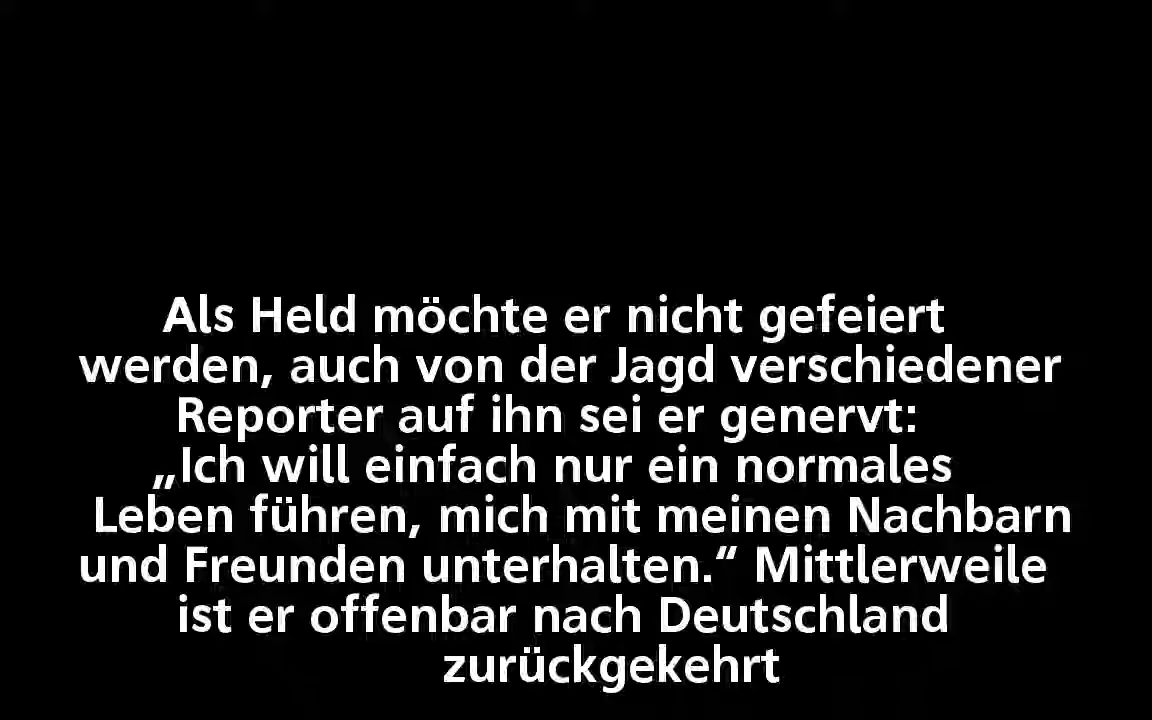 Als Held möchte er nicht gefeiert
werden, auch von der Jagd verschiedener
Reporter auf ihn sei er genervt:
„Ich will einfach nur ein normales
Leben führen, mich mit meinen Nachbarn
und Freunden unterhalten.“ Mittlerweile
ist er offenbar nach Deutschland
zurückgekehrt